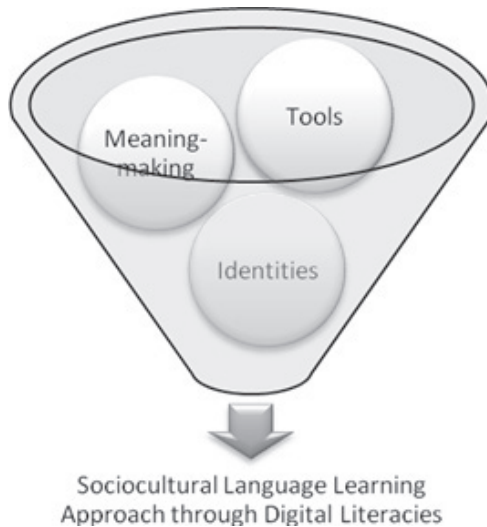 Tools
Meaning-
making
Identities
Sociocultural Language Learning
Approach through Digital Literacies